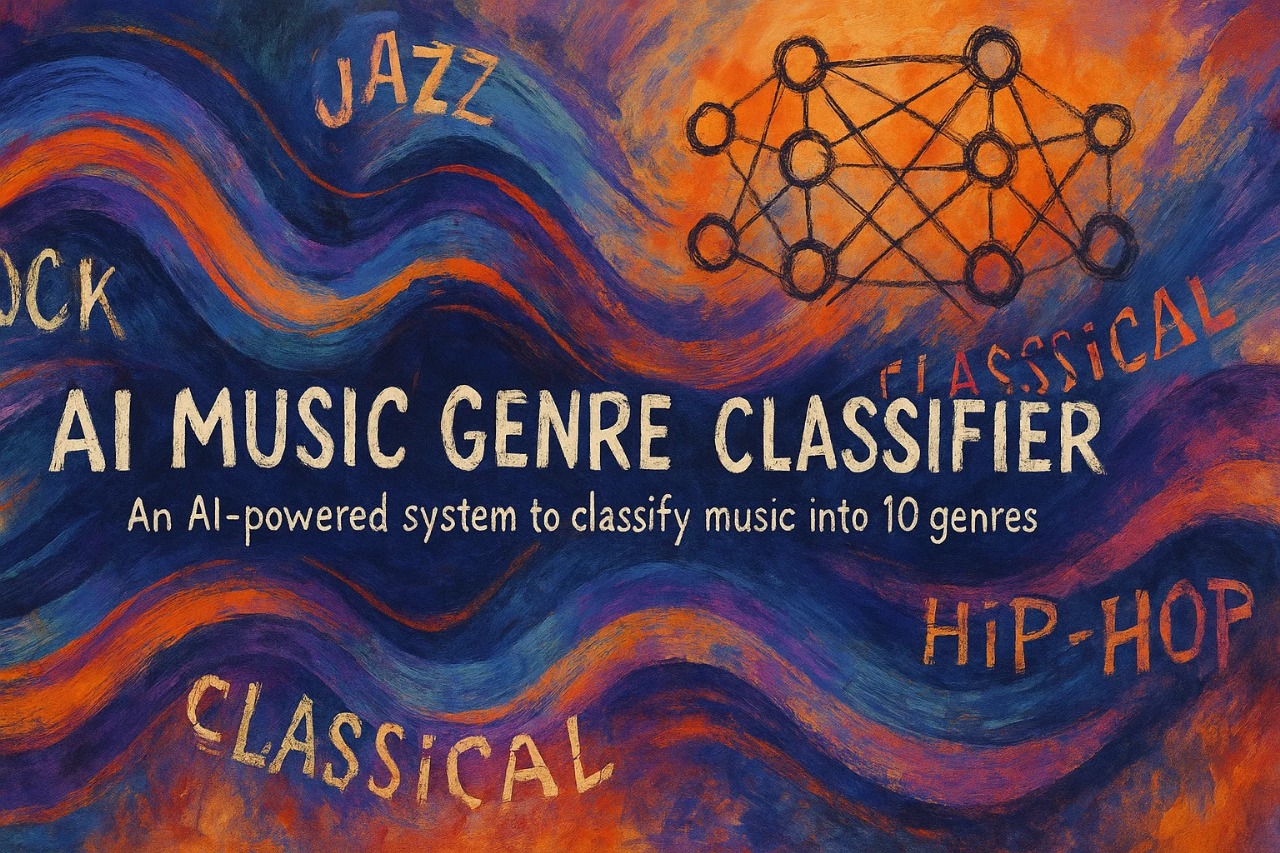 JAZZ
OCK
CLASSSICAL
AI MUSIC GENRE CLASSIFIER
An AI-powered system to classify music into 10 genres
HiP-HOP
CLASSiCAL